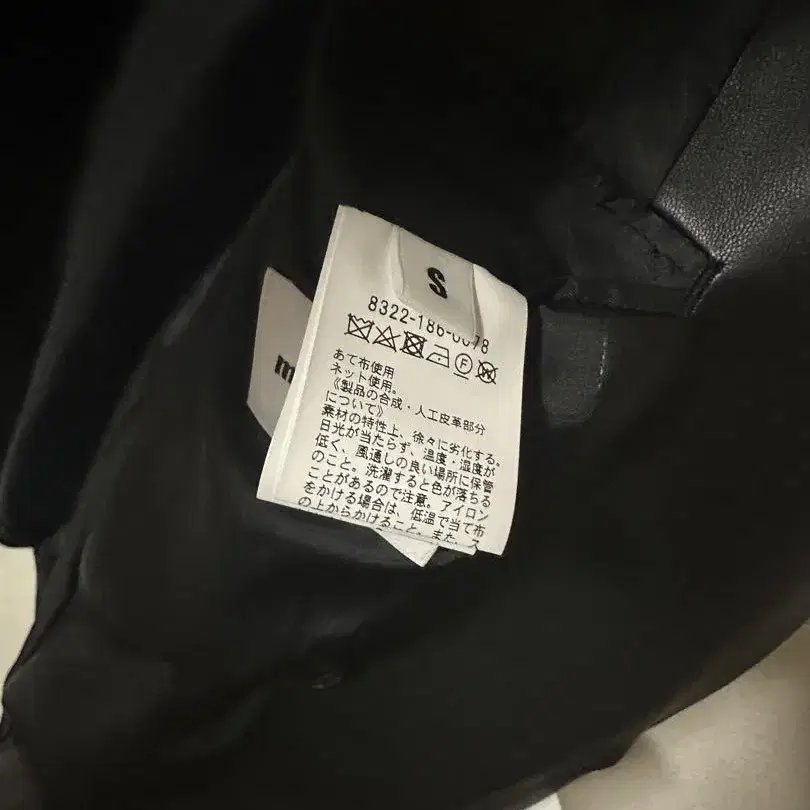 S
8322-186-0078
m
あて布使用
ネット使用。
《製品の合成・人工皮革部分
について》
素材の特性上、徐々に劣化する。
日光が当たらず、温度・湿度が
低く、風通しの良い場所に保管
のこと。洗濯すると色が落ちる
ことがあるので注意。アイロン
をかける場合は、低温で当て布
の上からかけること。また、ス